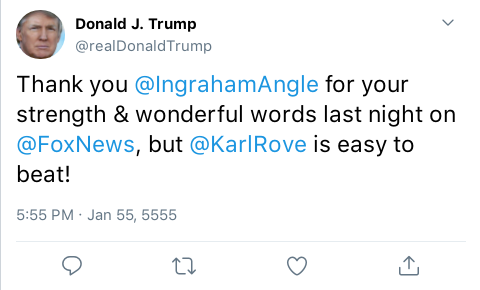 Donald J. Trump
@realDonaldTrump
Thank you @IngrahamAngle for your
strength & wonderful words last night on
@FoxNews, but @KarlRove is easy to
beat!
5:55 PM · Jan 55, 5555